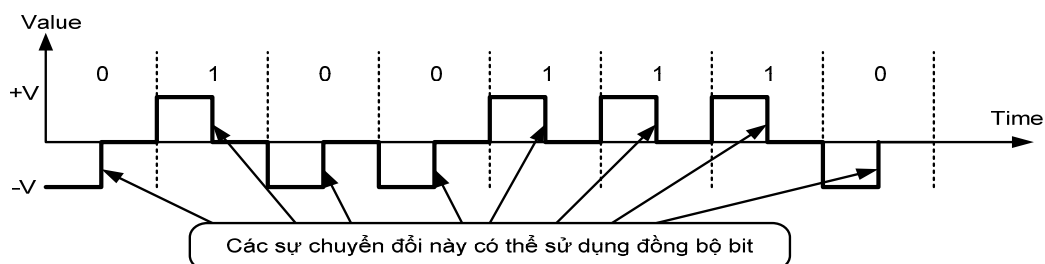 Value
0 1 0 0 1 1 1 0
+V
Time
–V
Các sự chuyển đổi này có thể sử dụng đồng bộ bit